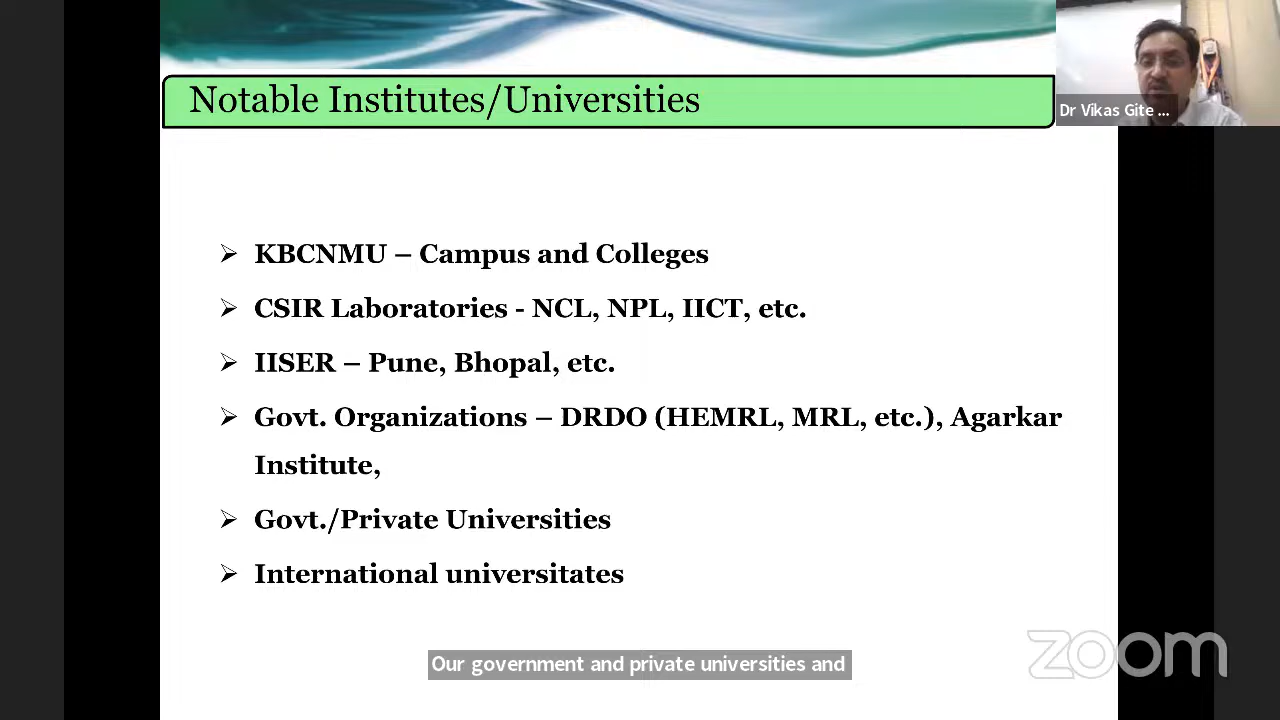 Notable Institutes/Universities
Dr Vikas Gite ...
KBCNMU – Campus and Colleges
CSIR Laboratories - NCL, NPL, IICT, etc.
IISER – Pune, Bhopal, etc.
Govt. Organizations – DRDO (HEMRL, MRL, etc.), Agarkar
Institute,
Govt./Private Universities
International universitates
Our government and private universities and
zoom